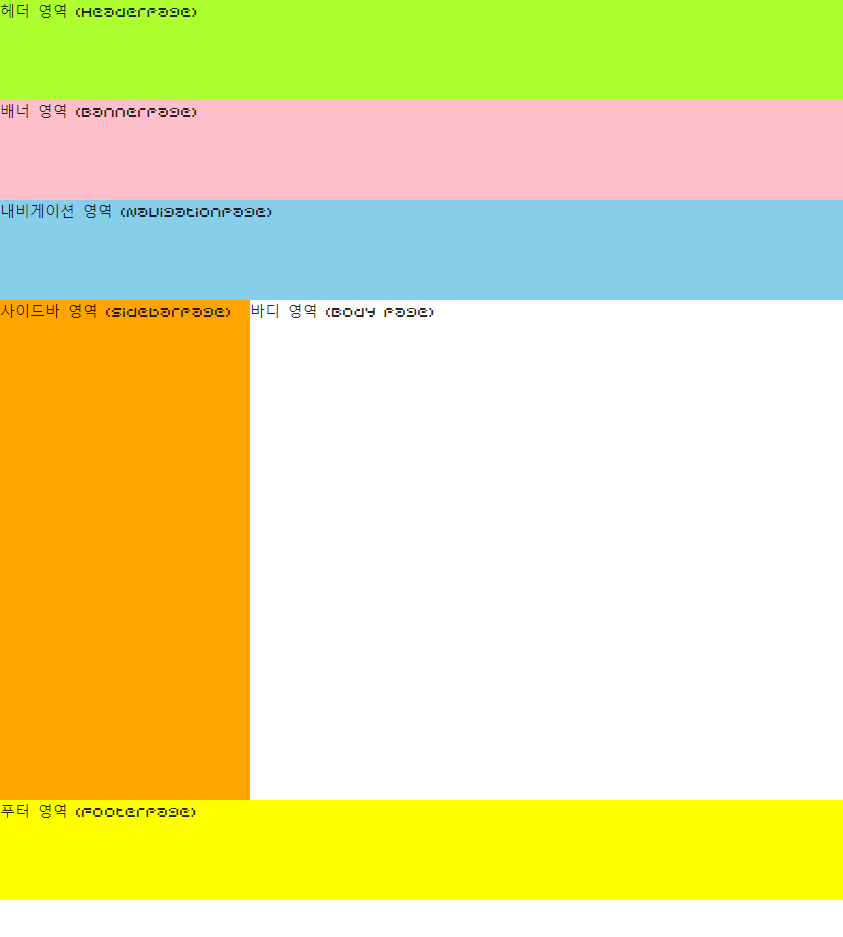 헤더 영역 (HeaderPage)
배너 영역 (BannerPage)
내비게이션 영역 (NavigationPage)
사이드바 영역 (SidebarPage)
바디 영역 (Body Page)
푸터 영역 (FooterPage)